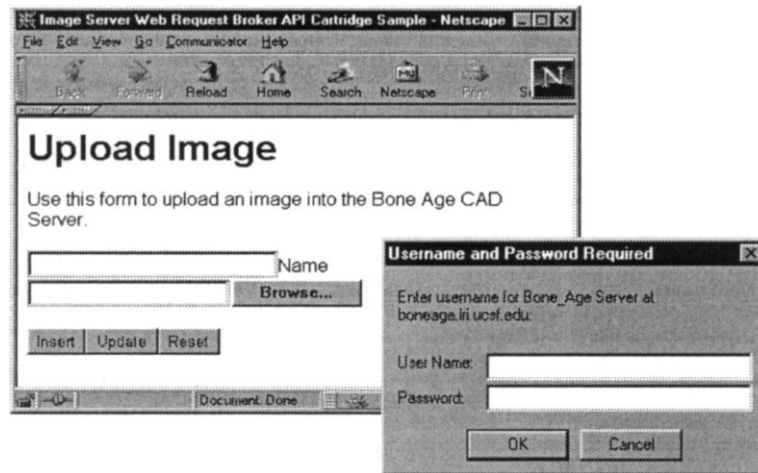 Image Server Web Request Broker API Cartridge Sample - Netscape
File Edit View Go Communicator Help
Back Forward Reload Home Search Netscape Print N
Upload Image
Use this form to upload an image into the Bone Age CAD
Server.
Name
Browse...
Insert Update Reset
Document: Done
Username and Password Required
Enter username for Bone_Age Server at
boneage.lri.ucsf.edu:
User Name:
Password:
OK Cancel